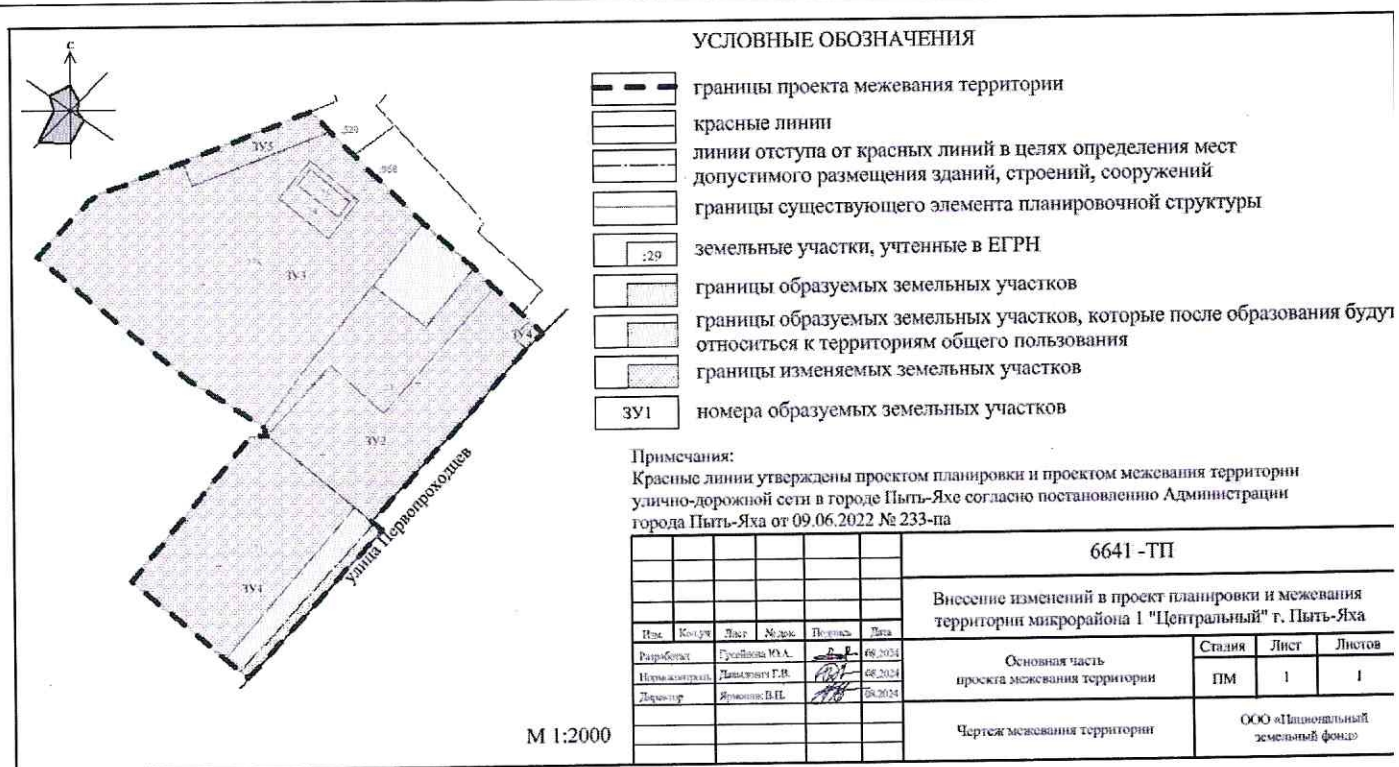 УСЛОВНЫЕ ОБОЗНАЧЕНИЯ
С
границы проекта межевания территории
красные линии
линии отступа от красных линий в целях определения мест
допустимого размещения зданий, строений, сооружений
границы существующего элемента планировочной структуры
:29
земельные участки, учтенные в ЕГРН
границы образуемых земельных участков
границы образуемых земельных участков, которые после образования будут
относиться к территориям общего пользования
границы изменяемых земельных участков
ЗУ1
номера образуемых земельных участков
ЗУ5
ЗУ3
ЗУ4
ЗУ2
ЗУ1
улица Первопроходцев
Примечания:
Красные линии утверждены проектом планировки и проектом межевания территории
улично-дорожной сети в городе Пыть-Яхе согласно постановлению Администрации
города Пыть-Яха от 09.06.2022 № 233-па
6641 -ТП
Внесение изменений в проект планировки и межевания
территории микрорайона 1 "Центральный" г. Пыть-Яха
Изм. Кол.уч Лист №док. Подпись Дата
Разработал Ю.А. 08.2024
Нормоконтроль Г.В. 08.2024
Директор В.П. 08.2024
Основная часть
проекта межевания территории
Стадия Лист Листов
ПМ 1 1
Чертеж межевания территории
ООО «Национальный
земельный фонд»
М 1:2000